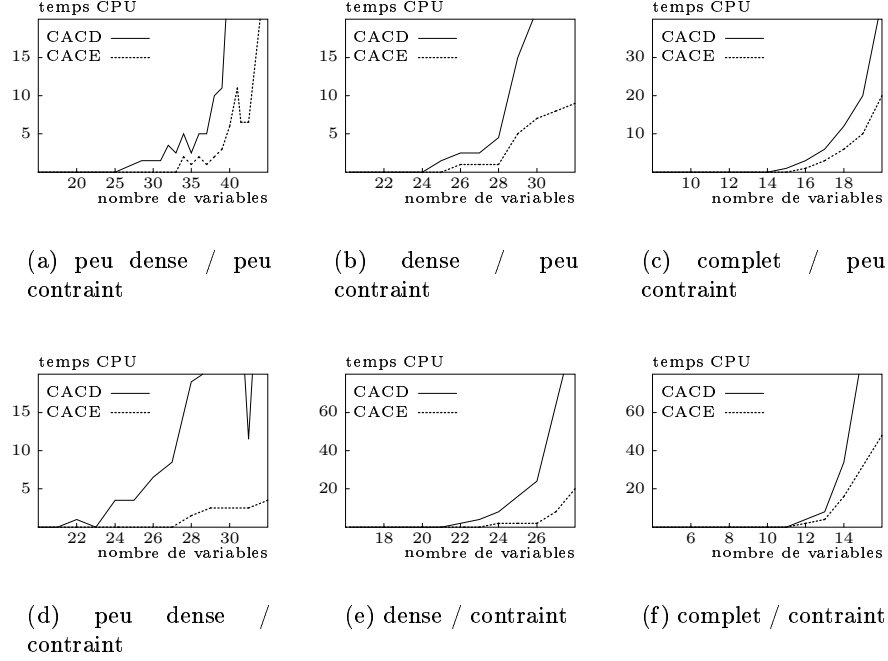 temps CPU
CACD
CACE
15
10
5
20 25 30 35 40
nombre de variables
(a) peu dense / peu
contraint
temps CPU
CACD
CACE
15
10
5
22 24 26 28 30
nombre de variables
(b) dense / peu
contraint
temps CPU
CACD
CACE
30
20
10
10 12 14 16 18
nombre de variables
(c) complet / peu
contraint
temps CPU
CACD
CACE
15
10
5
22 24 26 28 30
nombre de variables
(d) peu dense /
contraint
temps CPU
CACD
CACE
60
40
20
18 20 22 24 26
nombre de variables
(e) dense / contraint
temps CPU
CACD
CACE
60
40
20
6 8 10 12 14
nombre de variables
(f) complet / contraint